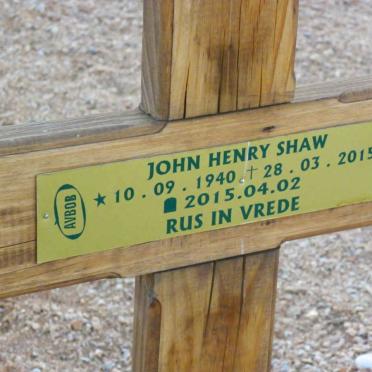 AVBOB
JOHN HENRY SHAW
★ 10 . 09 . 1940 † 28 . 03 . 2015
2015.04.02
RUS IN VREDE